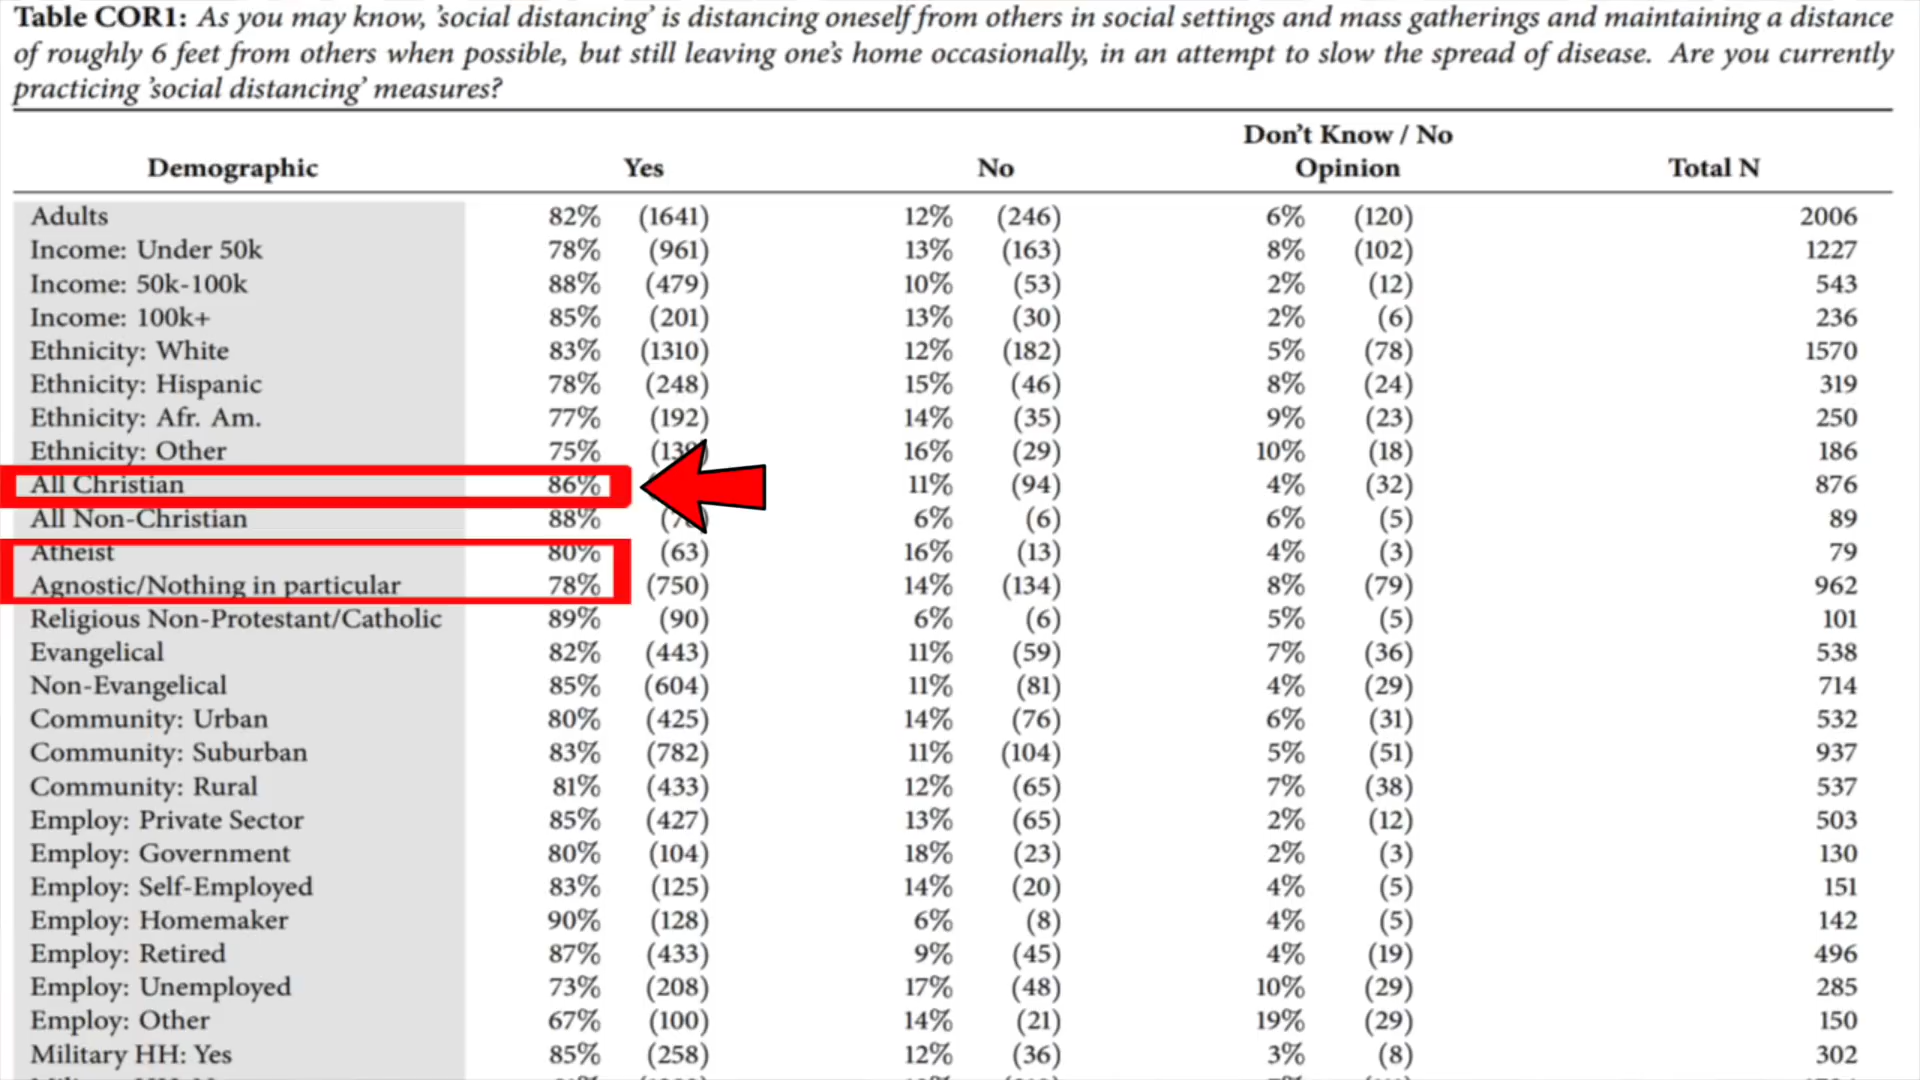 Table COR1: As you may know, 'social distancing' is distancing oneself from others in social settings and mass gatherings and maintaining a distance
of roughly 6 feet from others when possible, but still leaving one's home occasionally, in an attempt to slow the spread of disease. Are you currently
practicing 'social distancing' measures?
Don't Know / No
Demographic Yes No Opinion Total N
Adults 82% (1641) 12% (246) 6% (120) 2006
Income: Under 50k 78% (961) 13% (163) 8% (102) 1227
Income: 50k-100k 88% (479) 10% (53) 2% (12) 543
Income: 100k+ 85% (201) 13% (30) 2% (6) 236
Ethnicity: White 83% (1310) 12% (182) 5% (78) 1570
Ethnicity: Hispanic 78% (248) 15% (46) 8% (24) 319
Ethnicity: Afr. Am. 77% (192) 14% (35) 9% (23) 250
Ethnicity: Other 75% 16% (29) 10% (18) 186
All Christian 86% 11% (94) 4% (32) 876
All Non-Christian 88% 6% (6) 6% (5) 89
Atheist 80% (63) 16% (13) 4% (3) 79
Agnostic/Nothing in particular 78% (750) 14% (134) 8% (79) 962
Religious Non-Protestant/Catholic 89% (90) 6% (6) 5% (5) 101
Evangelical 82% (443) 11% (59) 7% (36) 538
Non-Evangelical 85% (604) 11% (81) 4% (29) 714
Community: Urban 80% (425) 14% (76) 6% (31) 532
Community: Suburban 83% (782) 11% (104) 5% (51) 937
Community: Rural 81% (433) 12% (65) 7% (38) 537
Employ: Private Sector 85% (427) 13% (65) 2% (12) 503
Employ: Government 80% (104) 18% (23) 2% (3) 130
Employ: Self-Employed 83% (125) 14% (20) 4% (5) 151
Employ: Homemaker 90% (128) 6% (8) 4% (5) 142
Employ: Retired 87% (433) 9% (45) 4% (19) 496
Employ: Unemployed 73% (208) 17% (48) 10% (29) 285
Employ: Other 67% (100) 14% (21) 19% (29) 150
Military HH: Yes 85% (258) 12% (36) 3% (8) 302